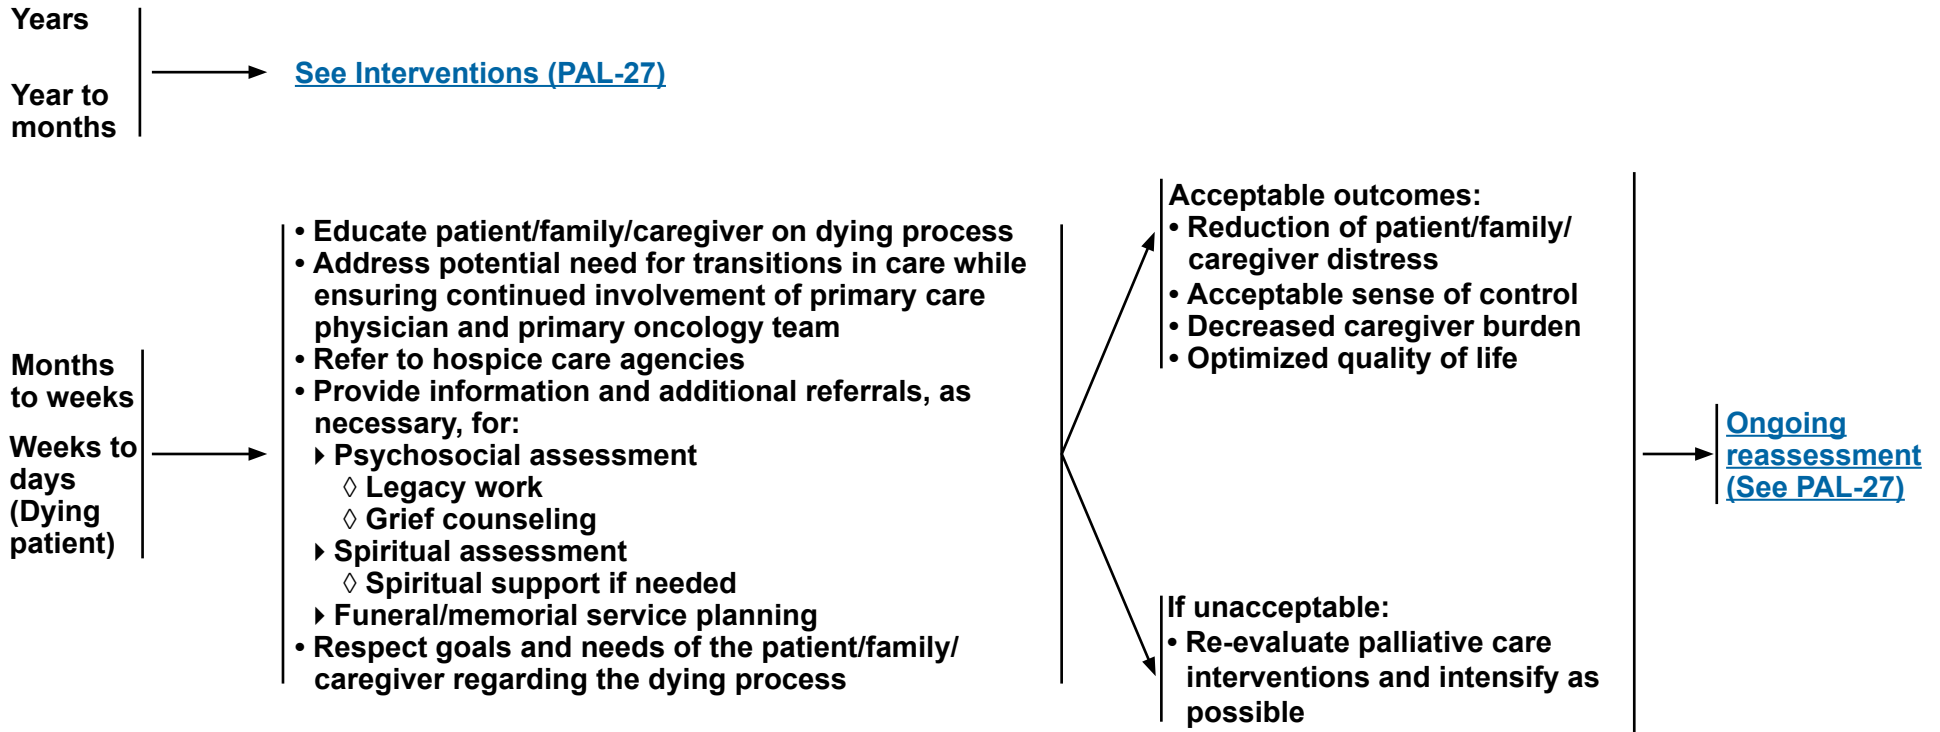 Years
Year to
months
See Interventions (PAL-27)
Months
to weeks
Weeks to
days
(Dying
patient)
• Educate patient/family/caregiver on dying process
• Address potential need for transitions in care while
ensuring continued involvement of primary care
physician and primary oncology team
• Refer to hospice care agencies
• Provide information and additional referrals, as
necessary, for:
▸ Psychosocial assessment
◊ Legacy work
◊ Grief counseling
▸ Spiritual assessment
◊ Spiritual support if needed
▸ Funeral/memorial service planning
• Respect goals and needs of the patient/family/
caregiver regarding the dying process
Acceptable outcomes:
• Reduction of patient/family/
caregiver distress
• Acceptable sense of control
• Decreased caregiver burden
• Optimized quality of life
If unacceptable:
• Re-evaluate palliative care
interventions and intensify as
possible
Ongoing
reassessment
(See PAL-27)